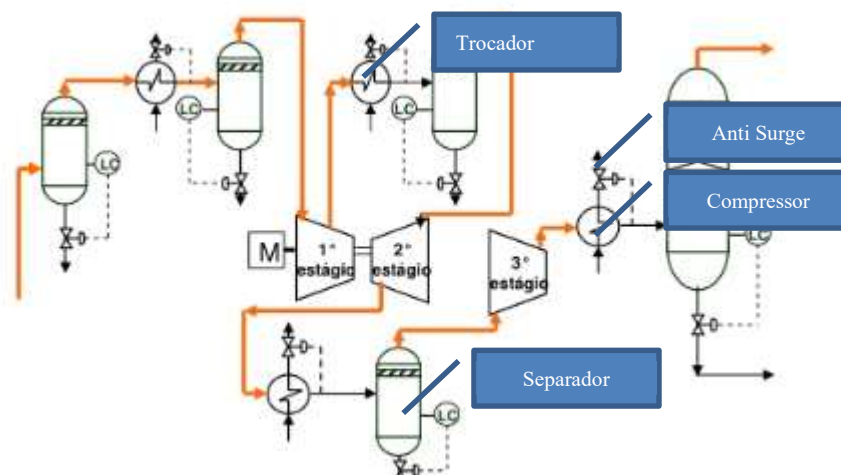 Trocador
LC
LC
LC
Anti Surge
Compressor
LC
M
1°
estágio
2°
estágio
3°
estágio
Separador
LC